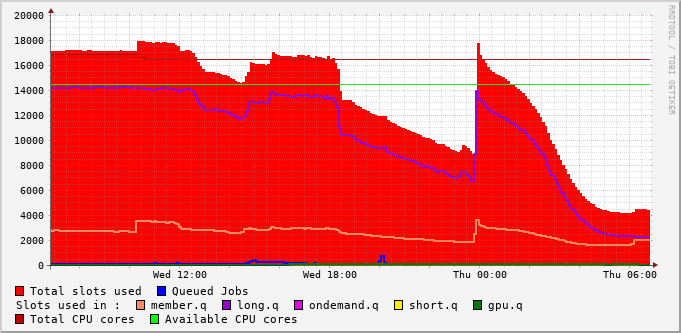 20000
18000
16000
14000
12000
10000
8000
6000
4000
2000
0
Wed 12:00 Wed 18:00 Thu 00:00 Thu 06:00
RRDTOOL / TOBI OETIKER
Total slots used Queued Jobs
Slots used in : member.q long.q ondemand.q short.q gpu.q
Total CPU cores Available CPU cores